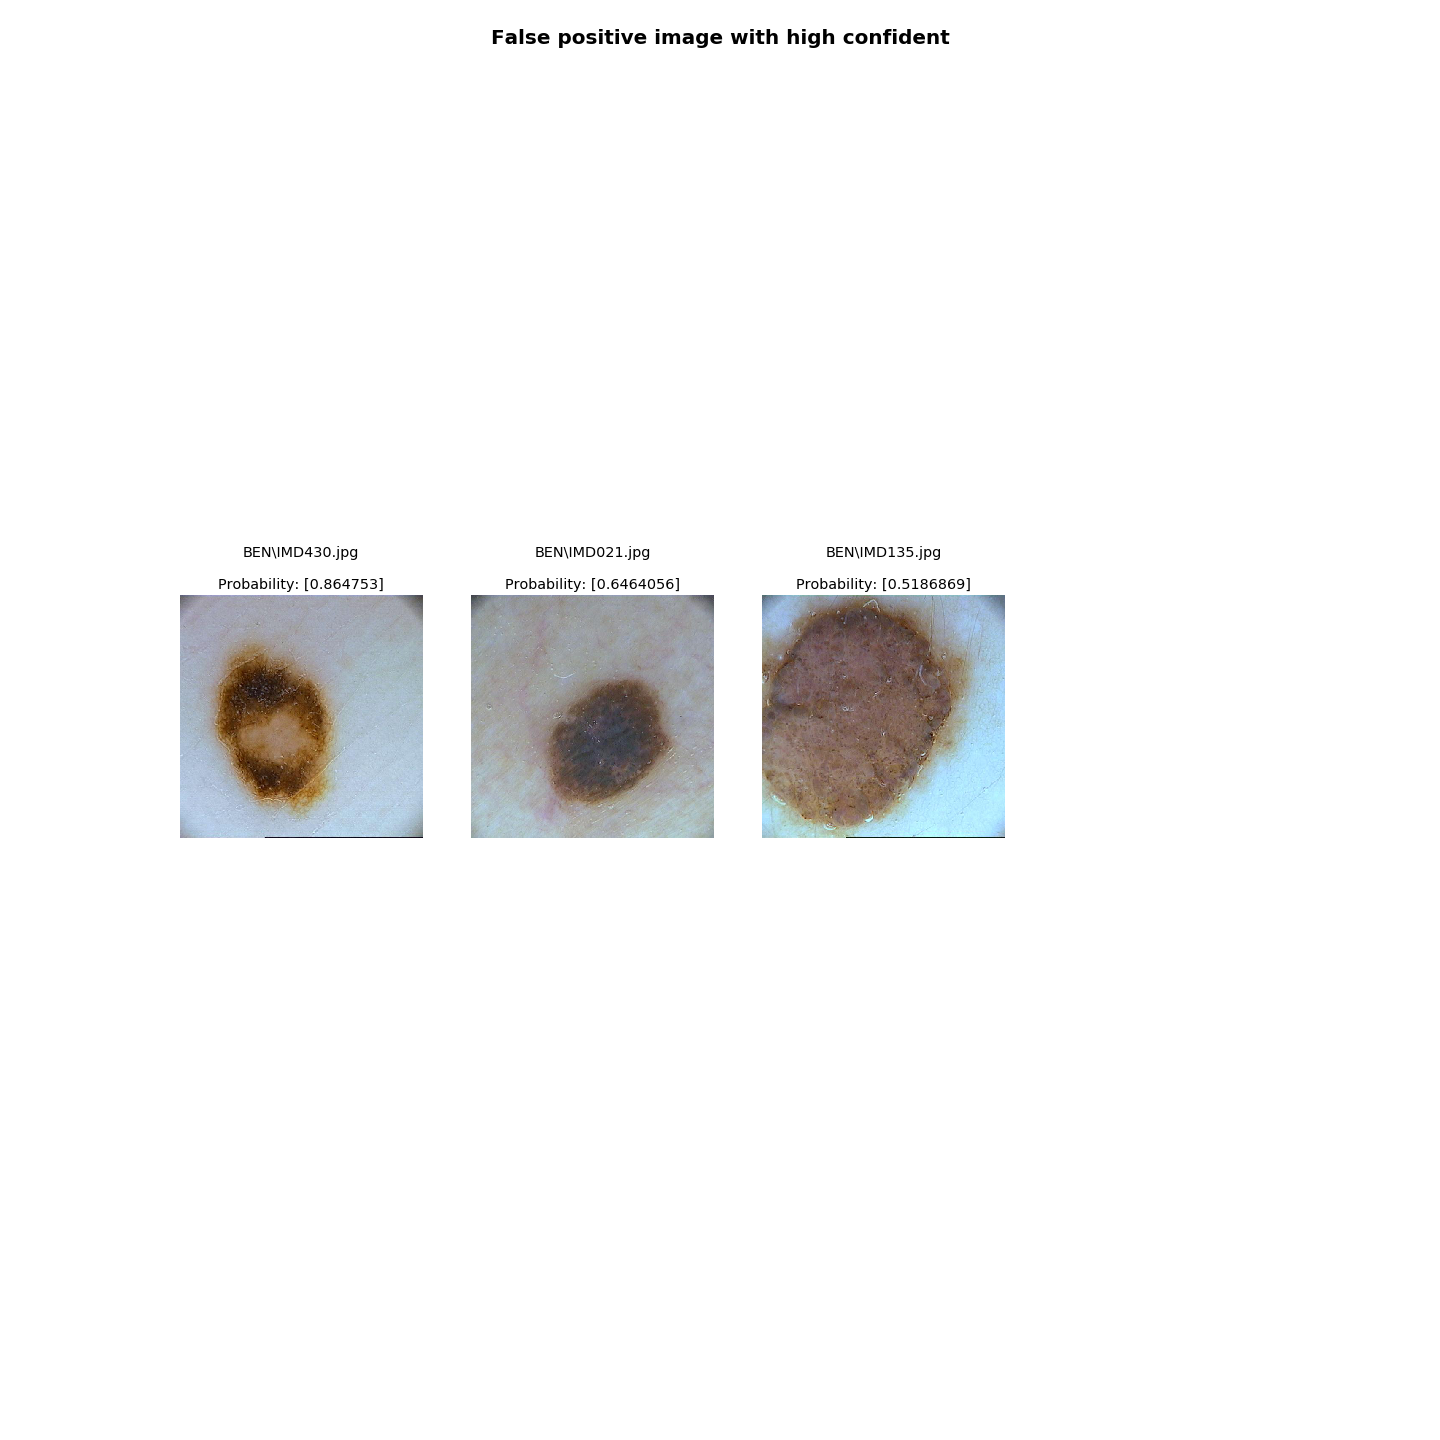 False positive image with high confident
BEN\IMD430.jpg
Probability: [0.864753]
BEN\IMD021.jpg
Probability: [0.6464056]
BEN\IMD135.jpg
Probability: [0.5186869]